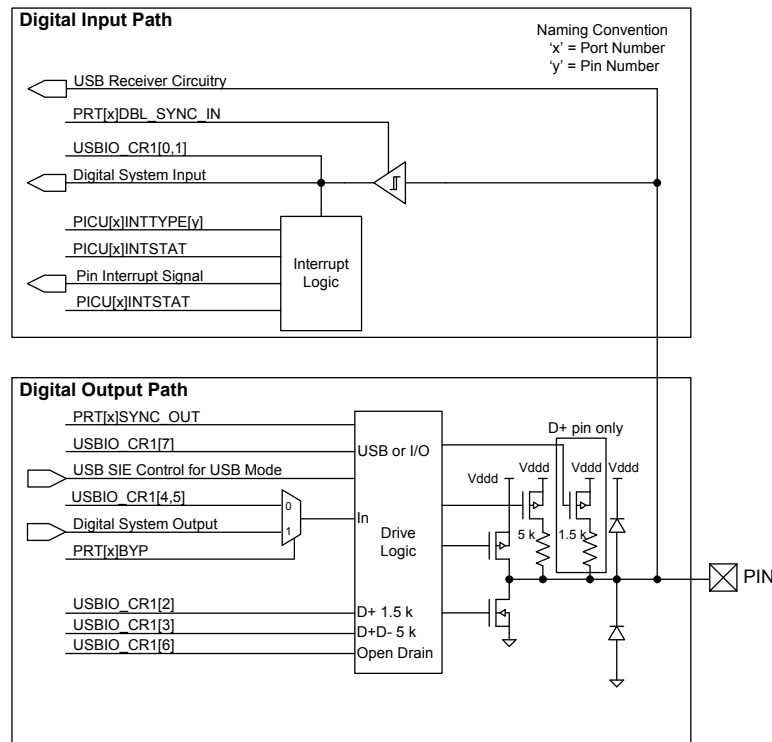 Digital Input Path
Naming Convention
'x' = Port Number
'y' = Pin Number
USB Receiver Circuitry
PRT[x]DBL_SYNC_IN
USBIO_CR1[0,1]
Digital System Input
PICU[x]INTTYPE[y]
PICU[x]INTSTAT
Pin Interrupt Signal
PICU[x]INTSTAT
Interrupt
Logic
Digital Output Path
PRT[x]SYNC_OUT
USBIO_CR1[7]
USB SIE Control for USB Mode
USBIO_CR1[4,5]
Digital System Output
PRT[x]BYP
0
1
USBIO_CR1[2]
USBIO_CR1[3]
USBIO_CR1[6]
USB or I/O
In
Drive
Logic
D+ 1.5 k
D+D- 5 k
Open Drain
D+ pin only
Vddd
Vddd
Vddd
Vddd
5 k
1.5 k
PIN